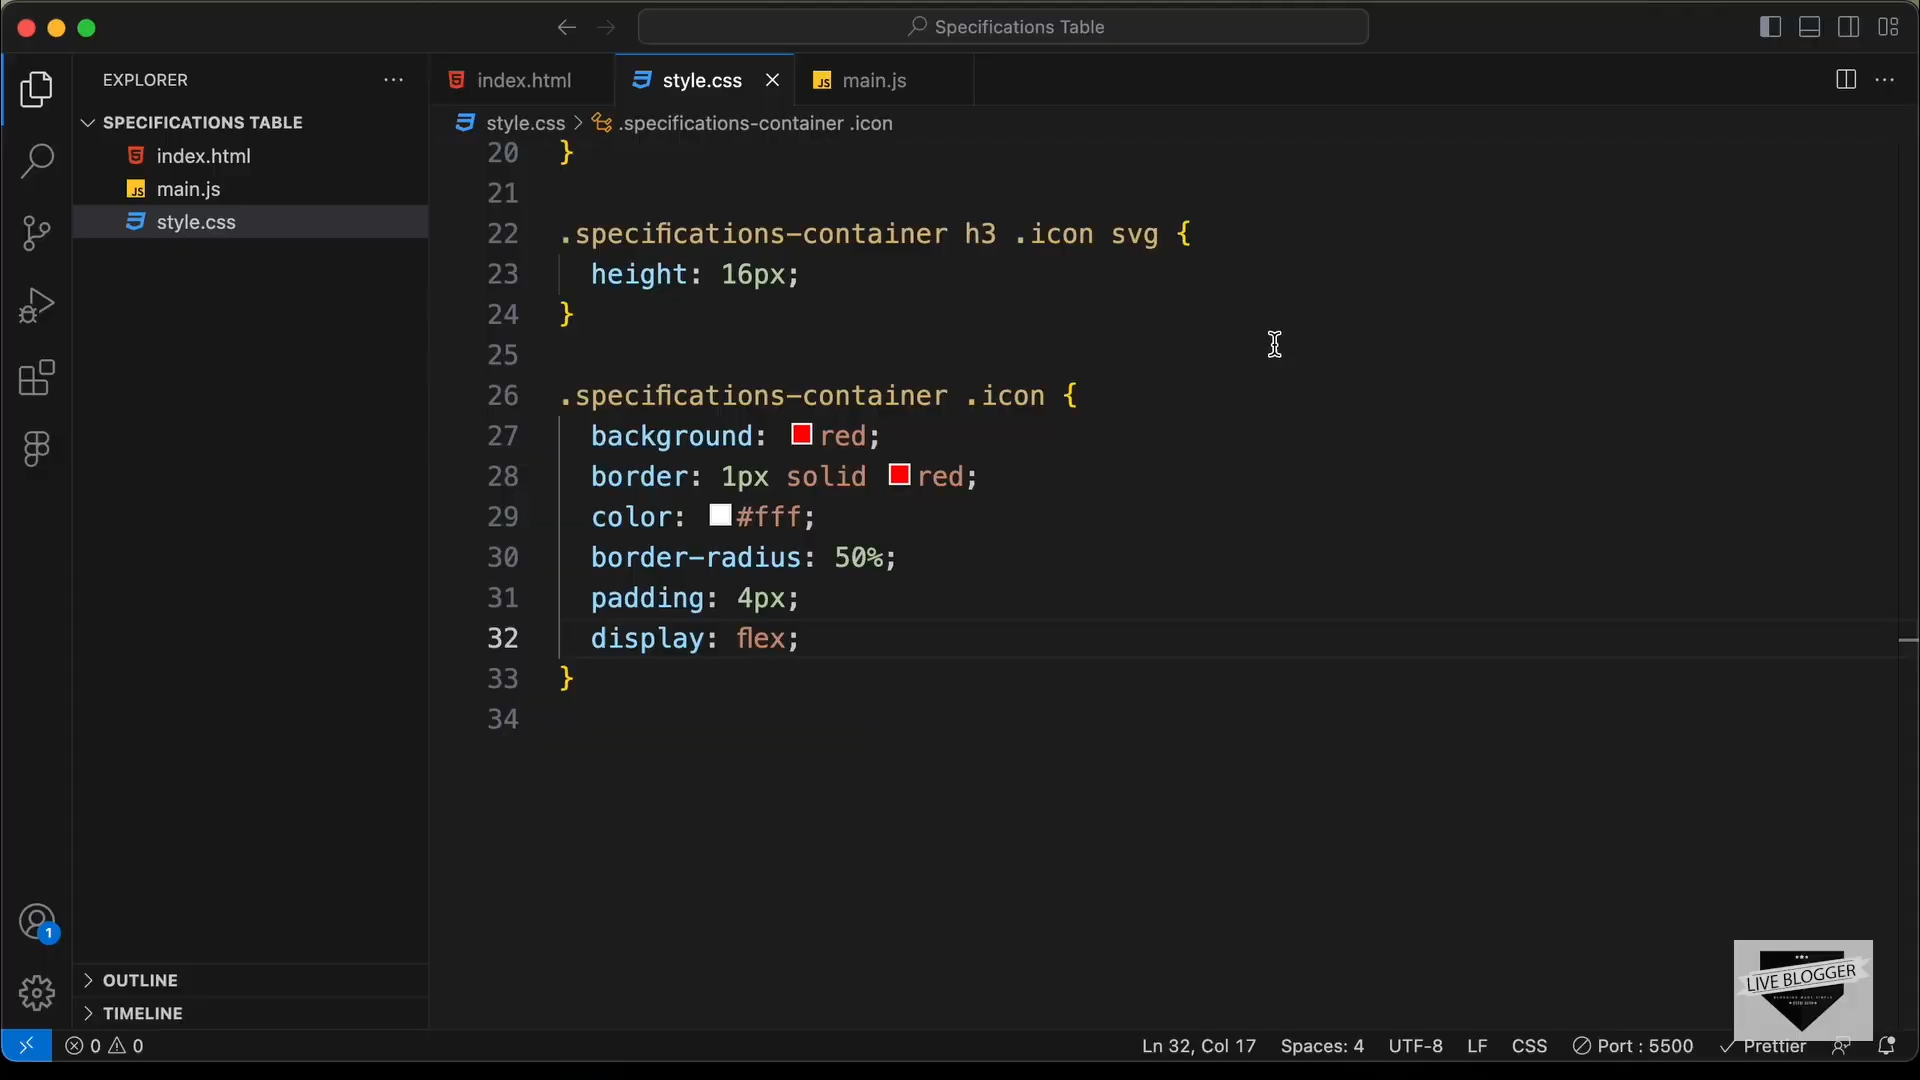 Specifications Table
EXPLORER
SPECIFICATIONS TABLE
index.html
main.js
style.css
index.html
style.css
main.js
style.css > .specifications-container .icon
20 }
21
22 .specifications-container h3 .icon svg {
23 height: 16px;
24 }
25
26 .specifications-container .icon {
27 background: red;
28 border: 1px solid red;
29 color: #fff;
30 border-radius: 50%;
31 padding: 4px;
32 display: flex;
33 }
34
1
OUTLINE
TIMELINE
LIVE BLOGGER
0 0 Ln 32, Col 17 Spaces: 4 UTF-8 LF CSS Port : 5500 Prettier